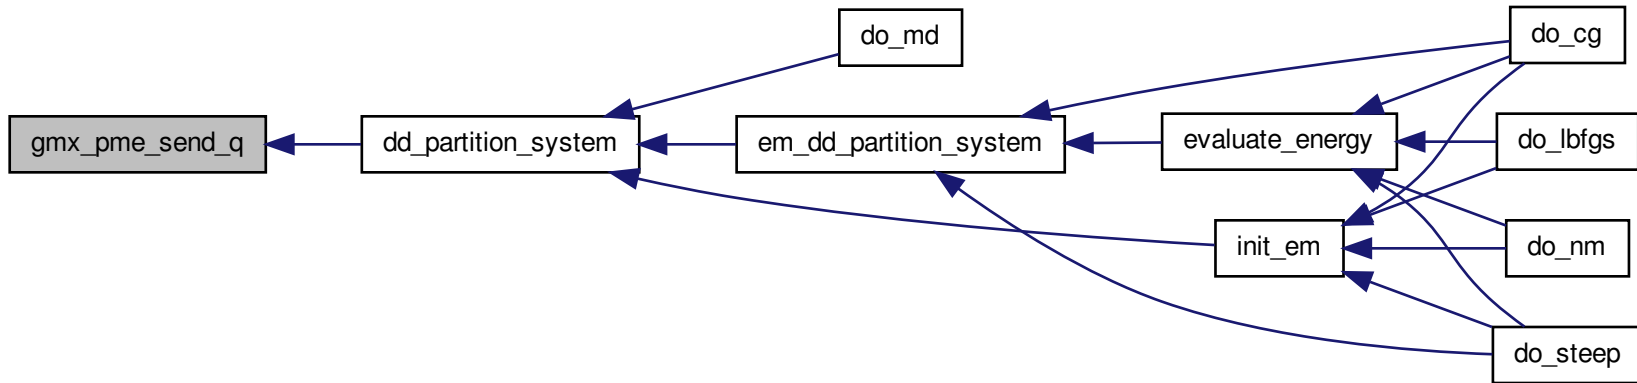 do_md
do_cg
gmx_pme_send_q
dd_partition_system
em_dd_partition_system
evaluate_energy
do_lbfgs
init_em
do_nm
do_steep